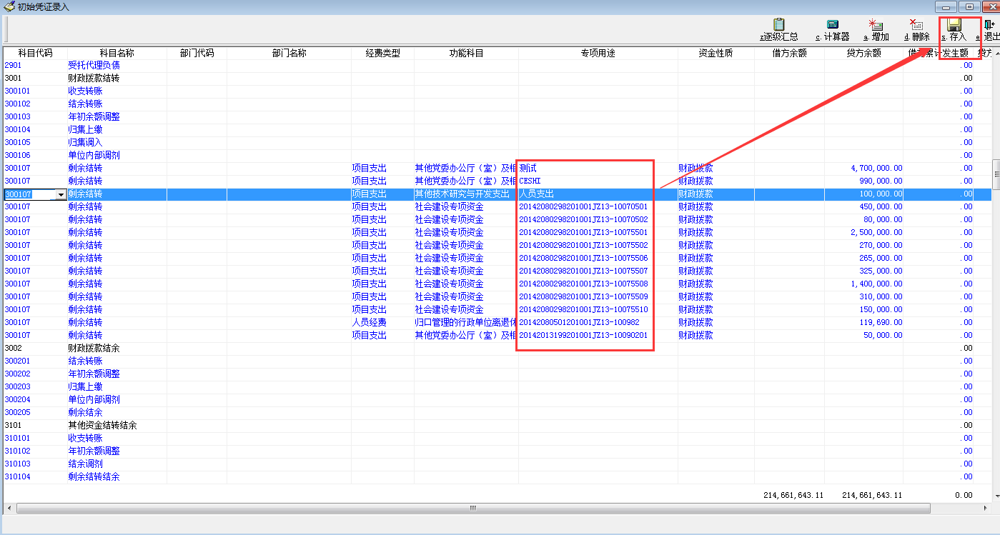 初始凭证录入
z逐级汇总 c.计算器 a.增加 d.删除 s.存入 e.退出
科目代码 科目名称 部门代码 部门名称 经费类型 功能科目 专项用途 资金性质 借方余额 贷方余额 借方累计发生额 贷方
2901 受托代理负债 .00
3001 财政拨款结转 .00
300101 收支转账 .00
300102 结余转账 .00
300103 年初余额调整 .00
300104 归集上缴 .00
300105 归集调入 .00
300106 单位内部调剂 .00
300107 剩余结转 项目支出 其他党委办公厅（室）及相 测试 财政拨款 4,700,000.00 .00
300107 剩余结转 项目支出 其他党委办公厅（室）及相 CESHI 财政拨款 990,000.00 .00
300107 剩余结转 项目支出 其他技术研究与开发支出 人员支出 财政拨款 100,000.00 .00
300107 剩余结转 项目支出 社会建设专项资金 20142080298201001JZ13-10070501 财政拨款 450,000.00 .00
300107 剩余结转 项目支出 社会建设专项资金 20142080298201001JZ13-10070502 财政拨款 80,000.00 .00
300107 剩余结转 项目支出 社会建设专项资金 20142080298201001JZ13-10075501 财政拨款 2,500,000.00 .00
300107 剩余结转 项目支出 社会建设专项资金 20142080298201001JZ13-10075502 财政拨款 270,000.00 .00
300107 剩余结转 项目支出 社会建设专项资金 20142080298201001JZ13-10075506 财政拨款 265,000.00 .00
300107 剩余结转 项目支出 社会建设专项资金 20142080298201001JZ13-10075507 财政拨款 325,000.00 .00
300107 剩余结转 项目支出 社会建设专项资金 20142080298201001JZ13-10075508 财政拨款 1,400,000.00 .00
300107 剩余结转 项目支出 社会建设专项资金 20142080298201001JZ13-10075509 财政拨款 310,000.00 .00
300107 剩余结转 项目支出 社会建设专项资金 20142080298201001JZ13-10075510 财政拨款 150,000.00 .00
300107 剩余结转 人员经费 归口管理的行政单位离退休 20142080501201001JZ13-100982 财政拨款 119,690.00 .00
300107 剩余结转 项目支出 其他党委办公厅（室）及相 20142013199201001JZ13-10090201 财政拨款 50,000.00 .00
3002 财政拨款结余 .00
300201 结余转账 .00
300202 年初余额调整 .00
300203 归集上缴 .00
300204 单位内部调剂 .00
300205 剩余结余 .00
3101 其他资金结转结余 .00
310101 收支转账 .00
310102 年初余额调整 .00
310103 结余调剂 .00
310104 剩余结转结余 .00
214,661,643.11 214,661,643.11 0.00